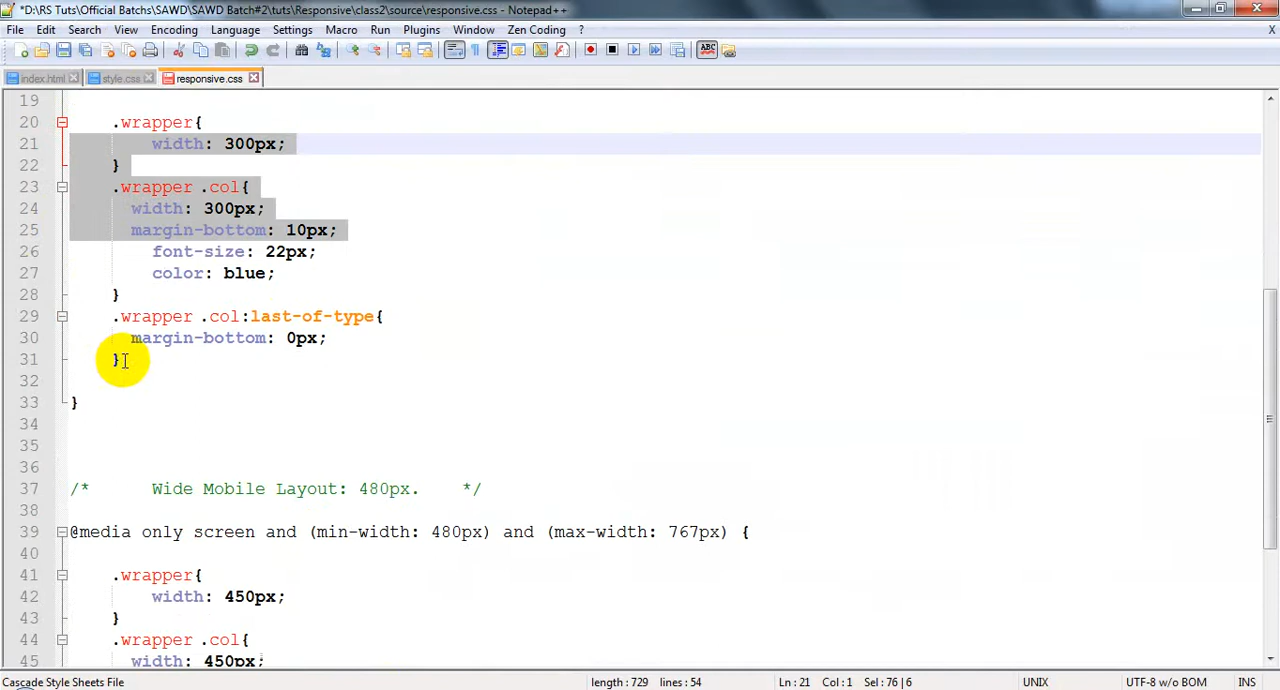 *D:\RS Tuts\Official Batchs\SAWD\SAWD Batch#2\tuts\Responsive\class2\source\responsive.css - Notepad++
File Edit Search View Encoding Language Settings Macro Run Plugins Window Zen Coding ? X
index.html style.css responsive.css
19
20 .wrapper{
21 width: 300px;
22 }
23 .wrapper .col{
24 width: 300px;
25 margin-bottom: 10px;
26 font-size: 22px;
27 color: blue;
28 }
29 .wrapper .col:last-of-type{
30 margin-bottom: 0px;
31 }
32
33 }
34
35
36
37 /* Wide Mobile Layout: 480px. */
38
39 @media only screen and (min-width: 480px) and (max-width: 767px) {
40
41 .wrapper{
42 width: 450px;
43 }
44 .wrapper .col{
45 width: 450px;
Cascade Style Sheets File length : 729 lines : 54 Ln : 21 Col : 1 Sel : 76 | 6 UNIX UTF-8 w/o BOM INS